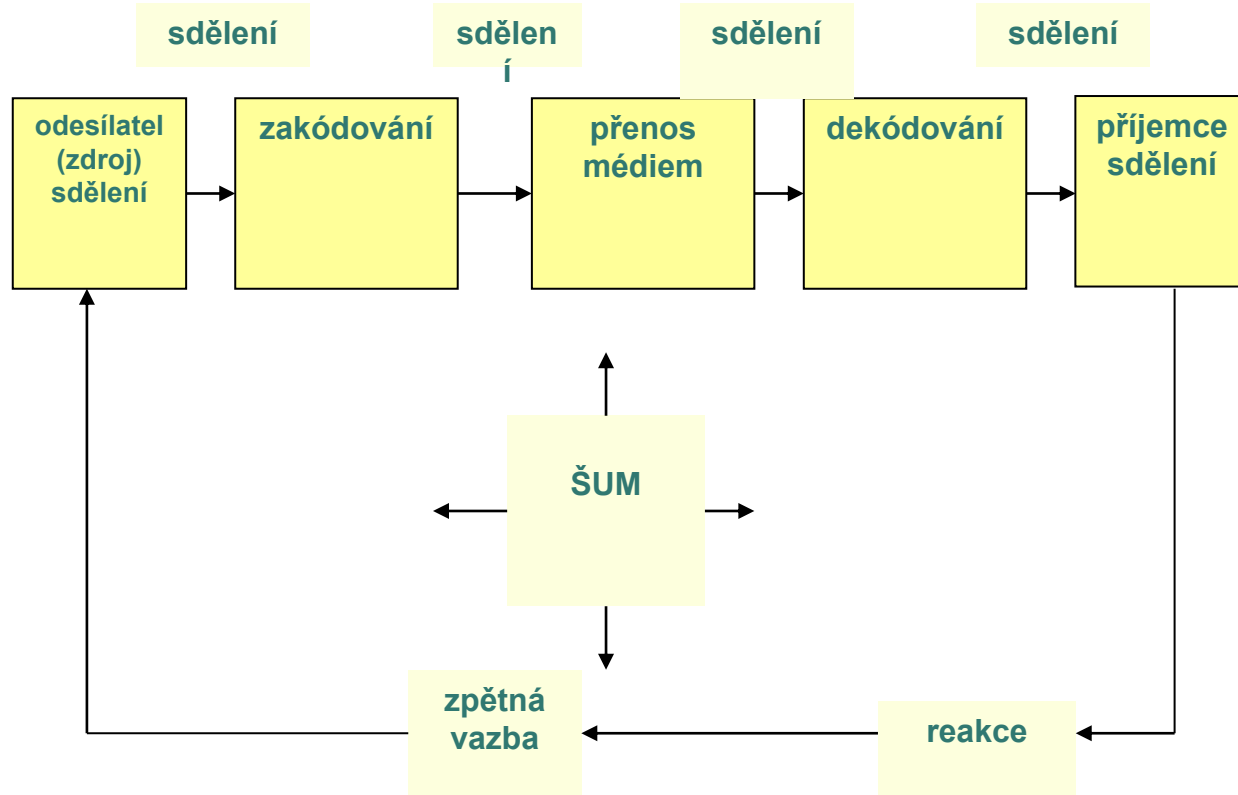 sdělení
sdělen
í
sdělení
sdělení
odesílatel
(zdroj)
sdělení
zakódování
přenos
médiem
dekódování
příjemce
sdělení
ŠUM
zpětná
vazba
reakce